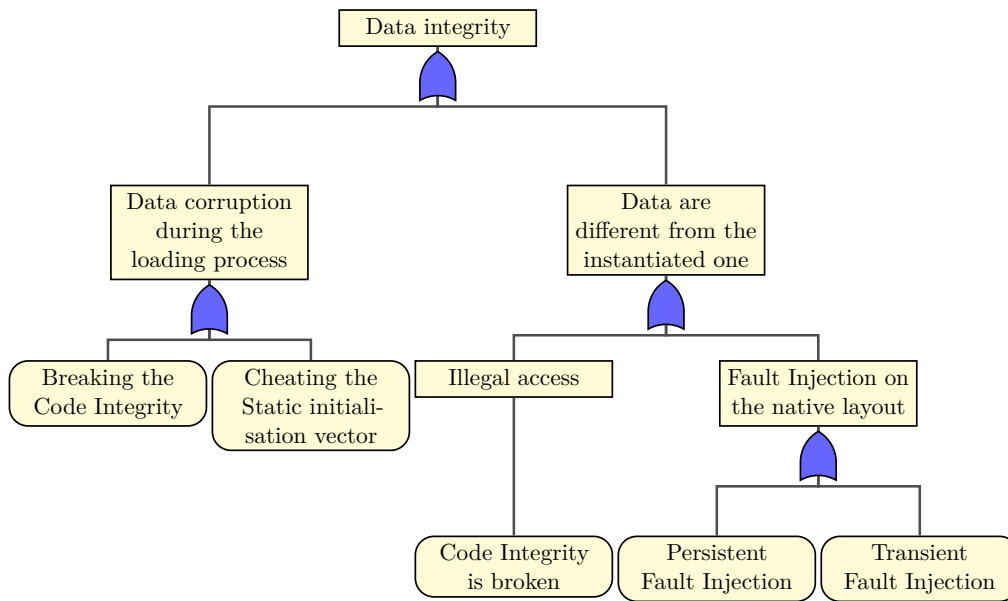 Data integrity
Data corruption
during the
loading process
Data are
different from the
instantiated one
Breaking the
Code Integrity
Cheating the
Static initiali-
sation vector
Illegal access
Fault Injection on
the native layout
Code Integrity
is broken
Persistent
Fault Injection
Transient
Fault Injection